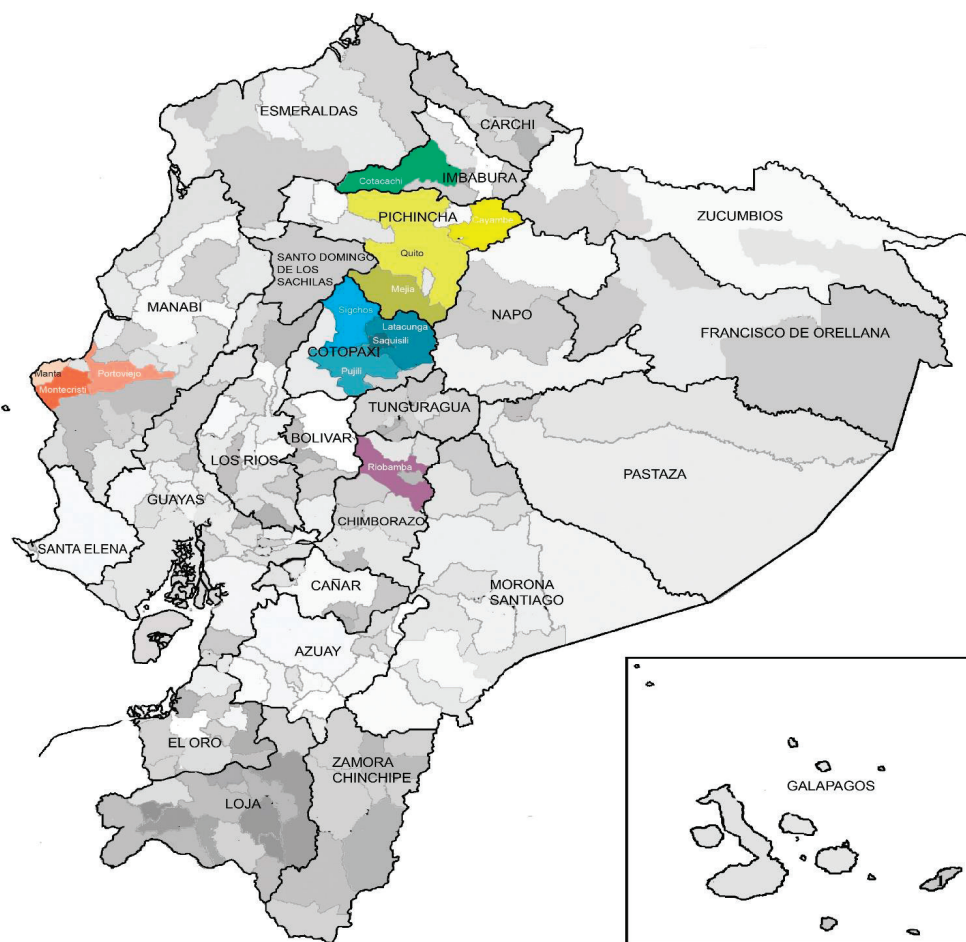 ESMERALDAS
CARCHI
Cotacachi
IMBABURA
PICHINCHA
Cayambe
ZUCUMBIOS
Quito
SANTO DOMINGO
DE LOS
SACHILAS
Mejia
MANABI
Sigchos
NAPO
Latacunga
FRANCISCO DE ORELLANA
Saquisili
COTOPAXI
Manta
Portoviejo
Pujilí
Montecristi
TUNGURAGUA
BOLIVAR
LOS RIOS
Riobamba
PASTAZA
GUAYAS
CHIMBORAZO
SANTA ELENA
CAÑAR
MORONA
SANTIAGO
AZUAY
EL ORO
ZAMORA
CHINCHIPE
GALAPAGOS
LOJA